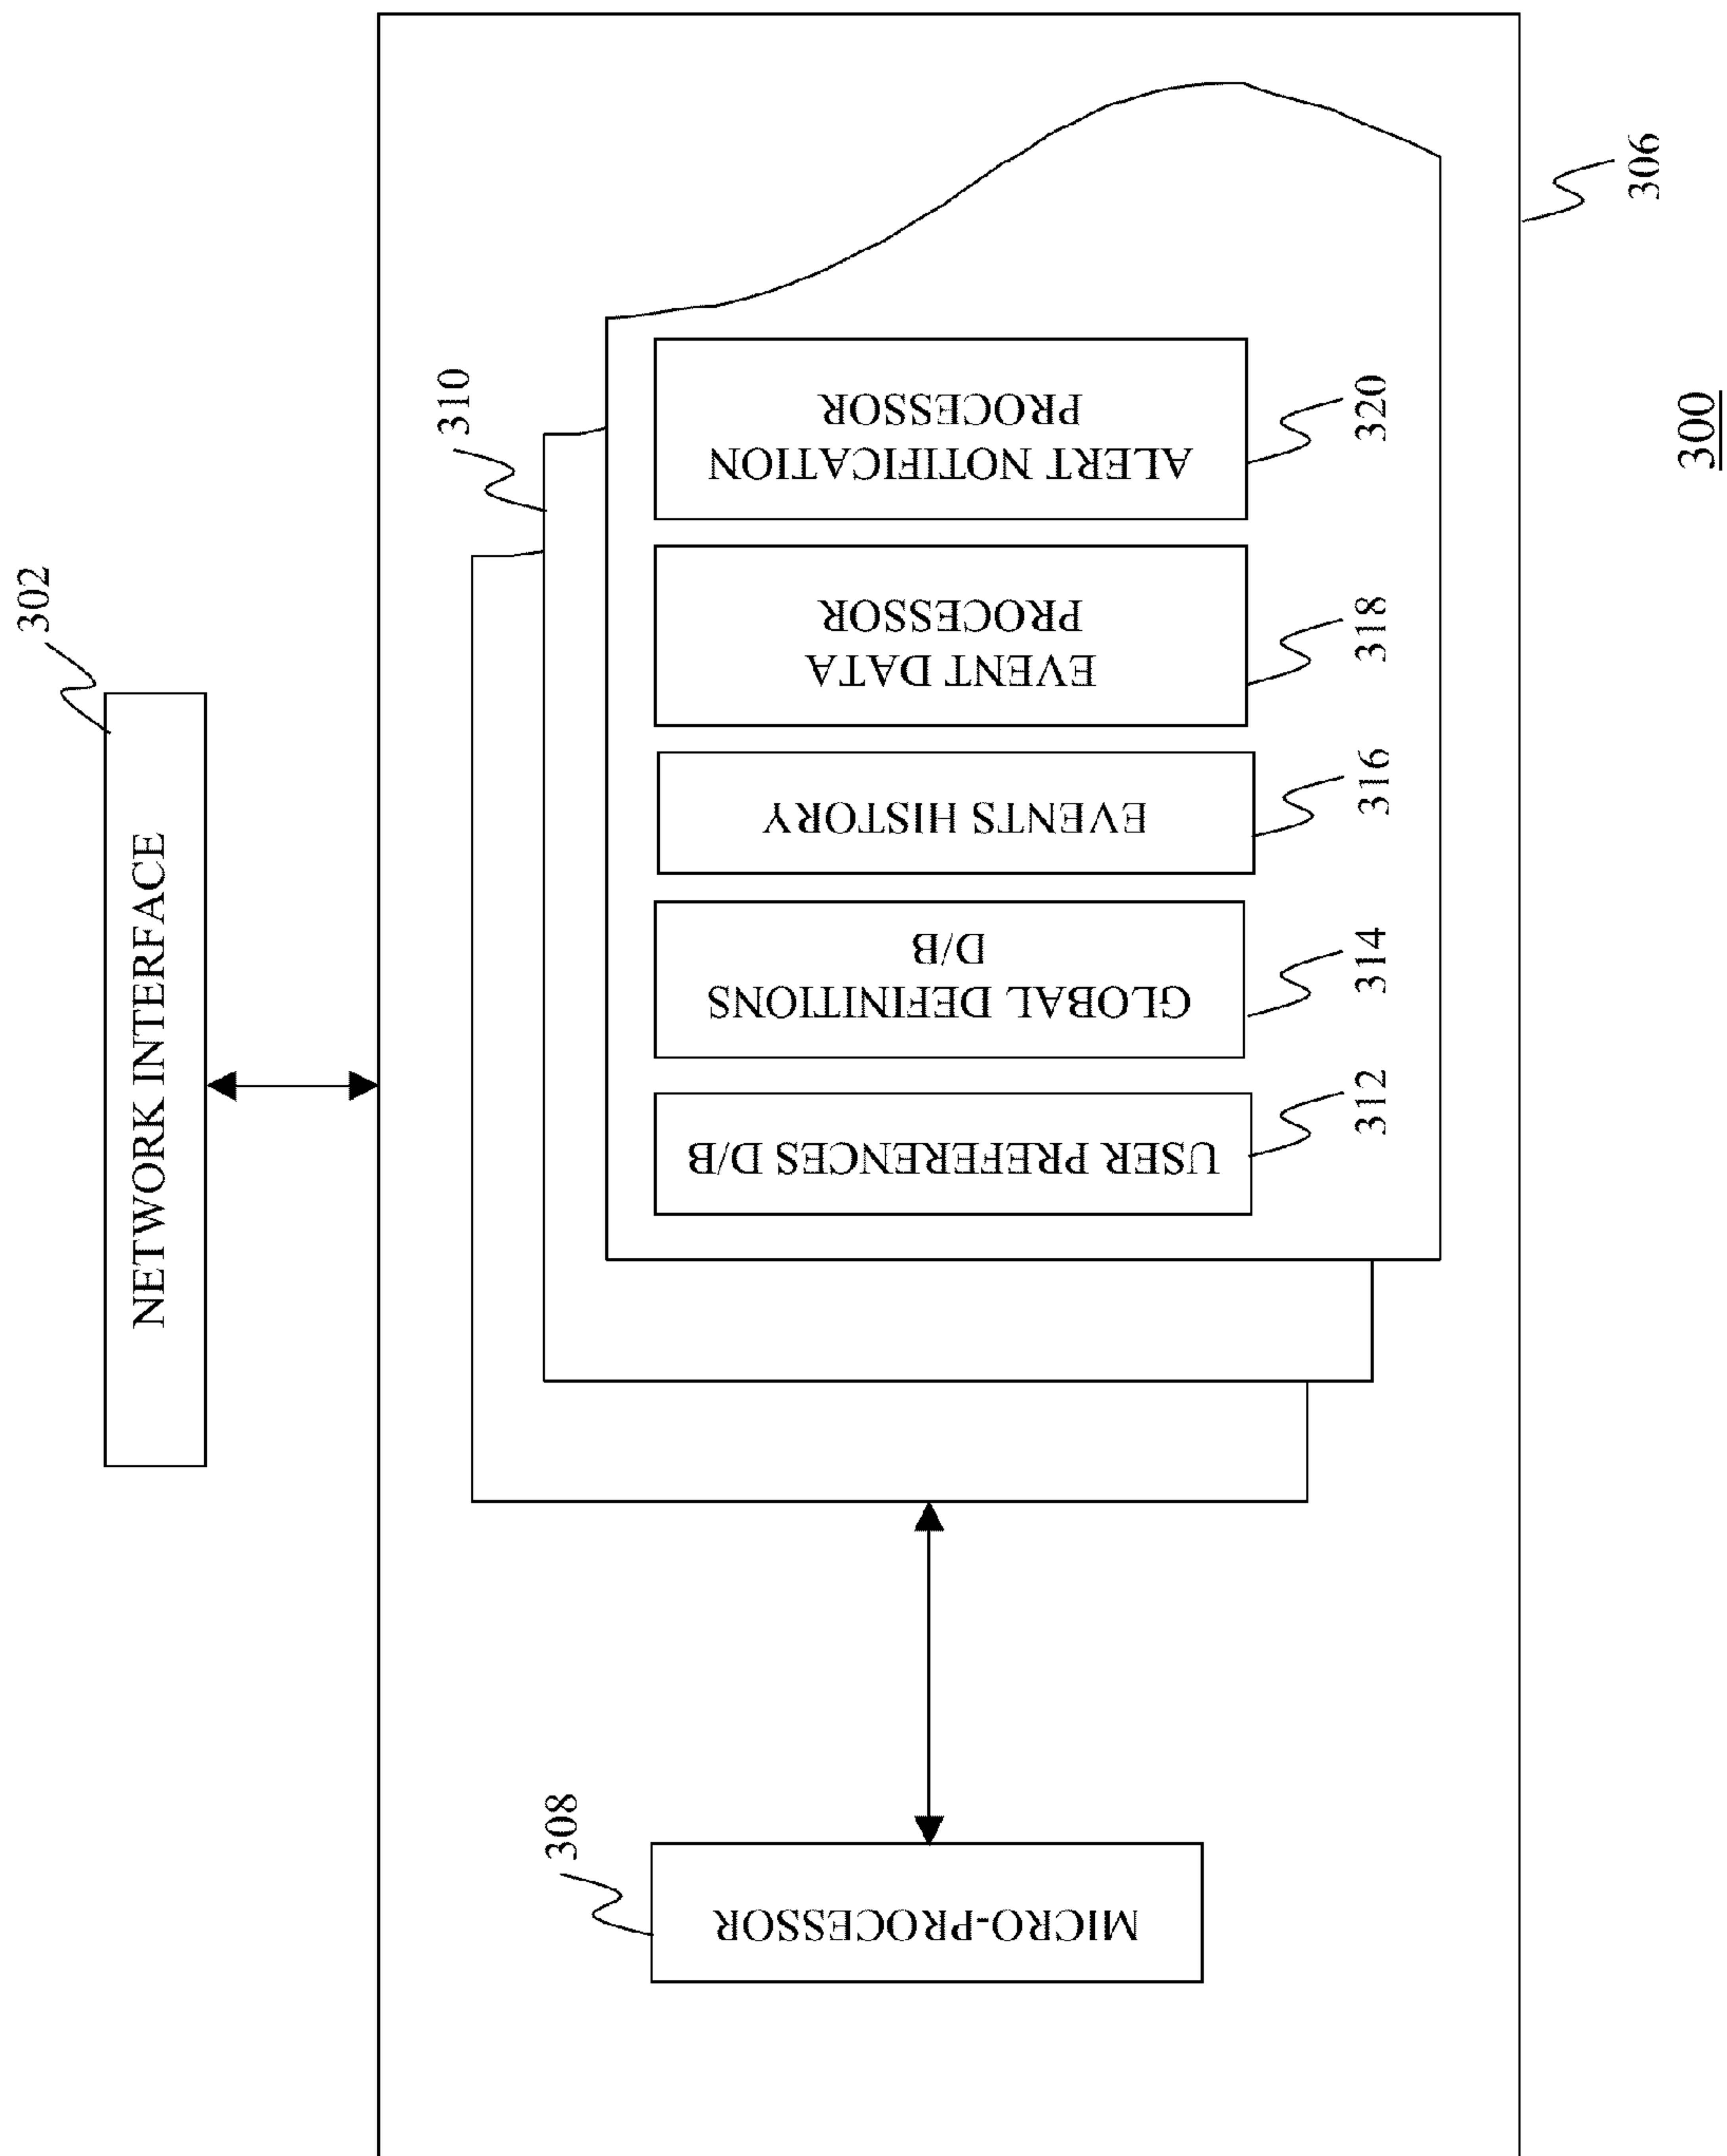 302
NETWORK INTERFACE
310
308
MICRO-PROCESSOR
USER PREFERENCES D/B
312
GLOBAL DEFINITIONS
D/B
314
EVENTS HISTORY
316
EVENT DATA
PROCESSOR
318
ALERT NOTIFICATION
PROCESSOR
320
306
300